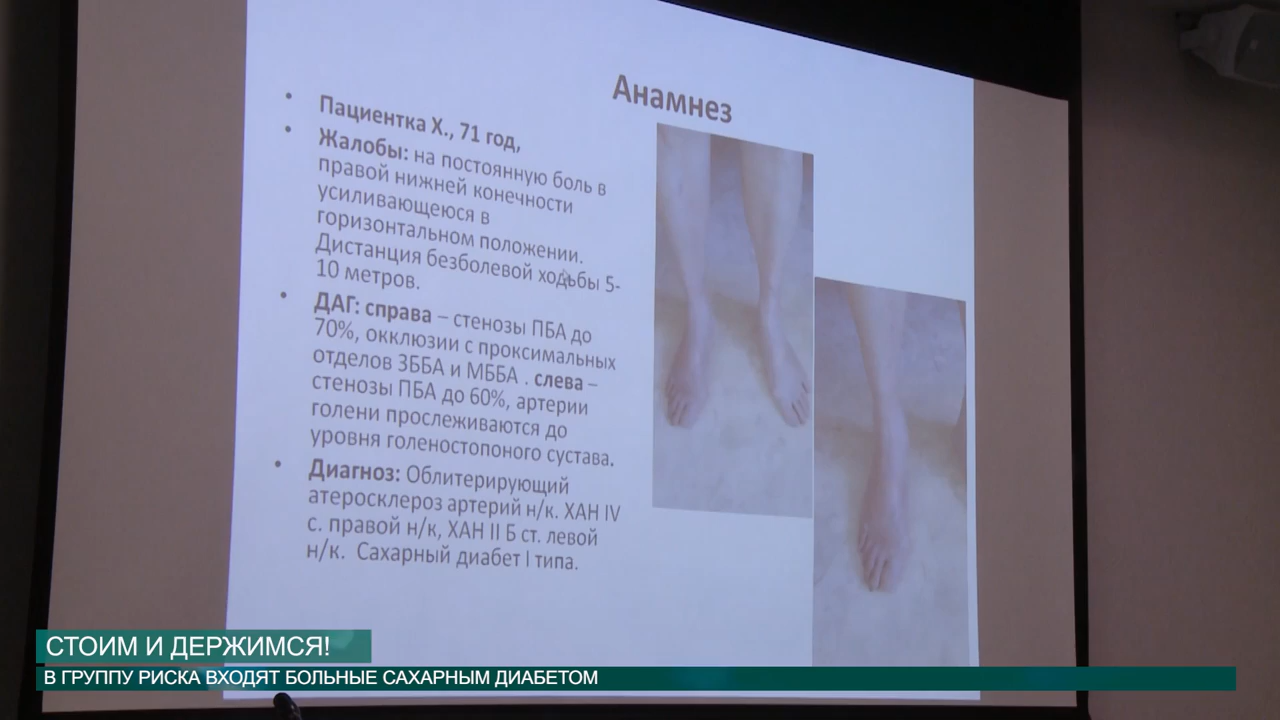 Анамнез
• Пациентка Х., 71 год,
• Жалобы: на постоянную боль в
правой нижней конечности
усиливающеюся в
горизонтальном положении.
Дистанция безболевой ходьбы 5-
10 метров.
• ДАГ: справа – стенозы ПБА до
70%, окклюзии с проксимальных
отделов ЗББА и МББА . слева –
стенозы ПБА до 60%, артерии
голени прослеживаются до
уровня голеностопоного сустава.
• Диагноз: Облитерирующий
атеросклероз артерий н/к. ХАН IV
с. правой н/к, ХАН II Б ст. левой
н/к. Сахарный диабет I типа.
СТОИМ И ДЕРЖИМСЯ!
В ГРУППУ РИСКА ВХОДЯТ БОЛЬНЫЕ САХАРНЫМ ДИАБЕТОМ